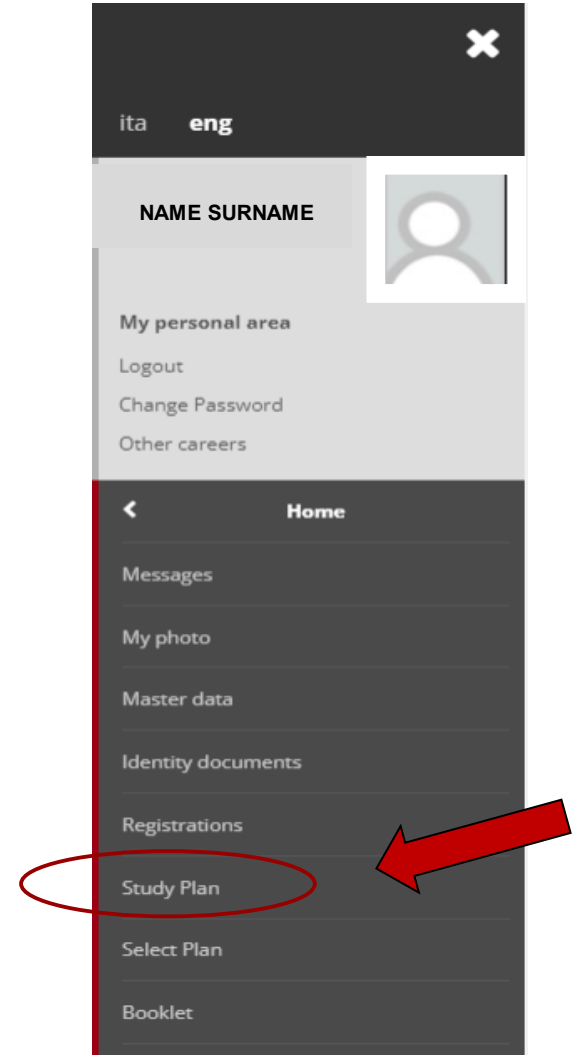 ita eng
NAME SURNAME
My personal area
Logout
Change Password
Other careers
Home
Messages
My photo
Master data
Identity documents
Registrations
Study Plan
Select Plan
Booklet